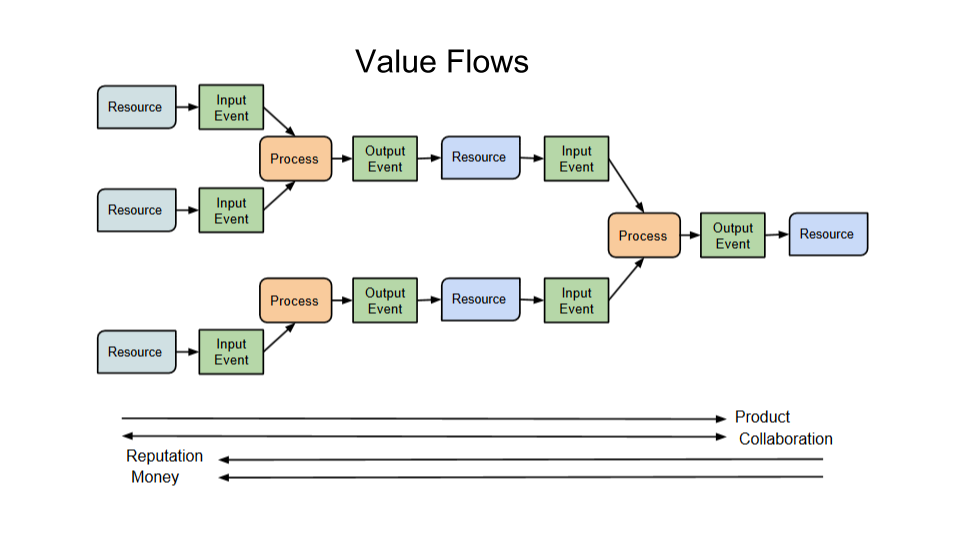 Value Flows
Resource
Input
Event
Process
Output
Event
Resource
Input
Event
Resource
Input
Event
Process
Output
Event
Resource
Process
Output
Event
Resource
Input
Event
Resource
Input
Event
Product
Collaboration
Reputation
Money